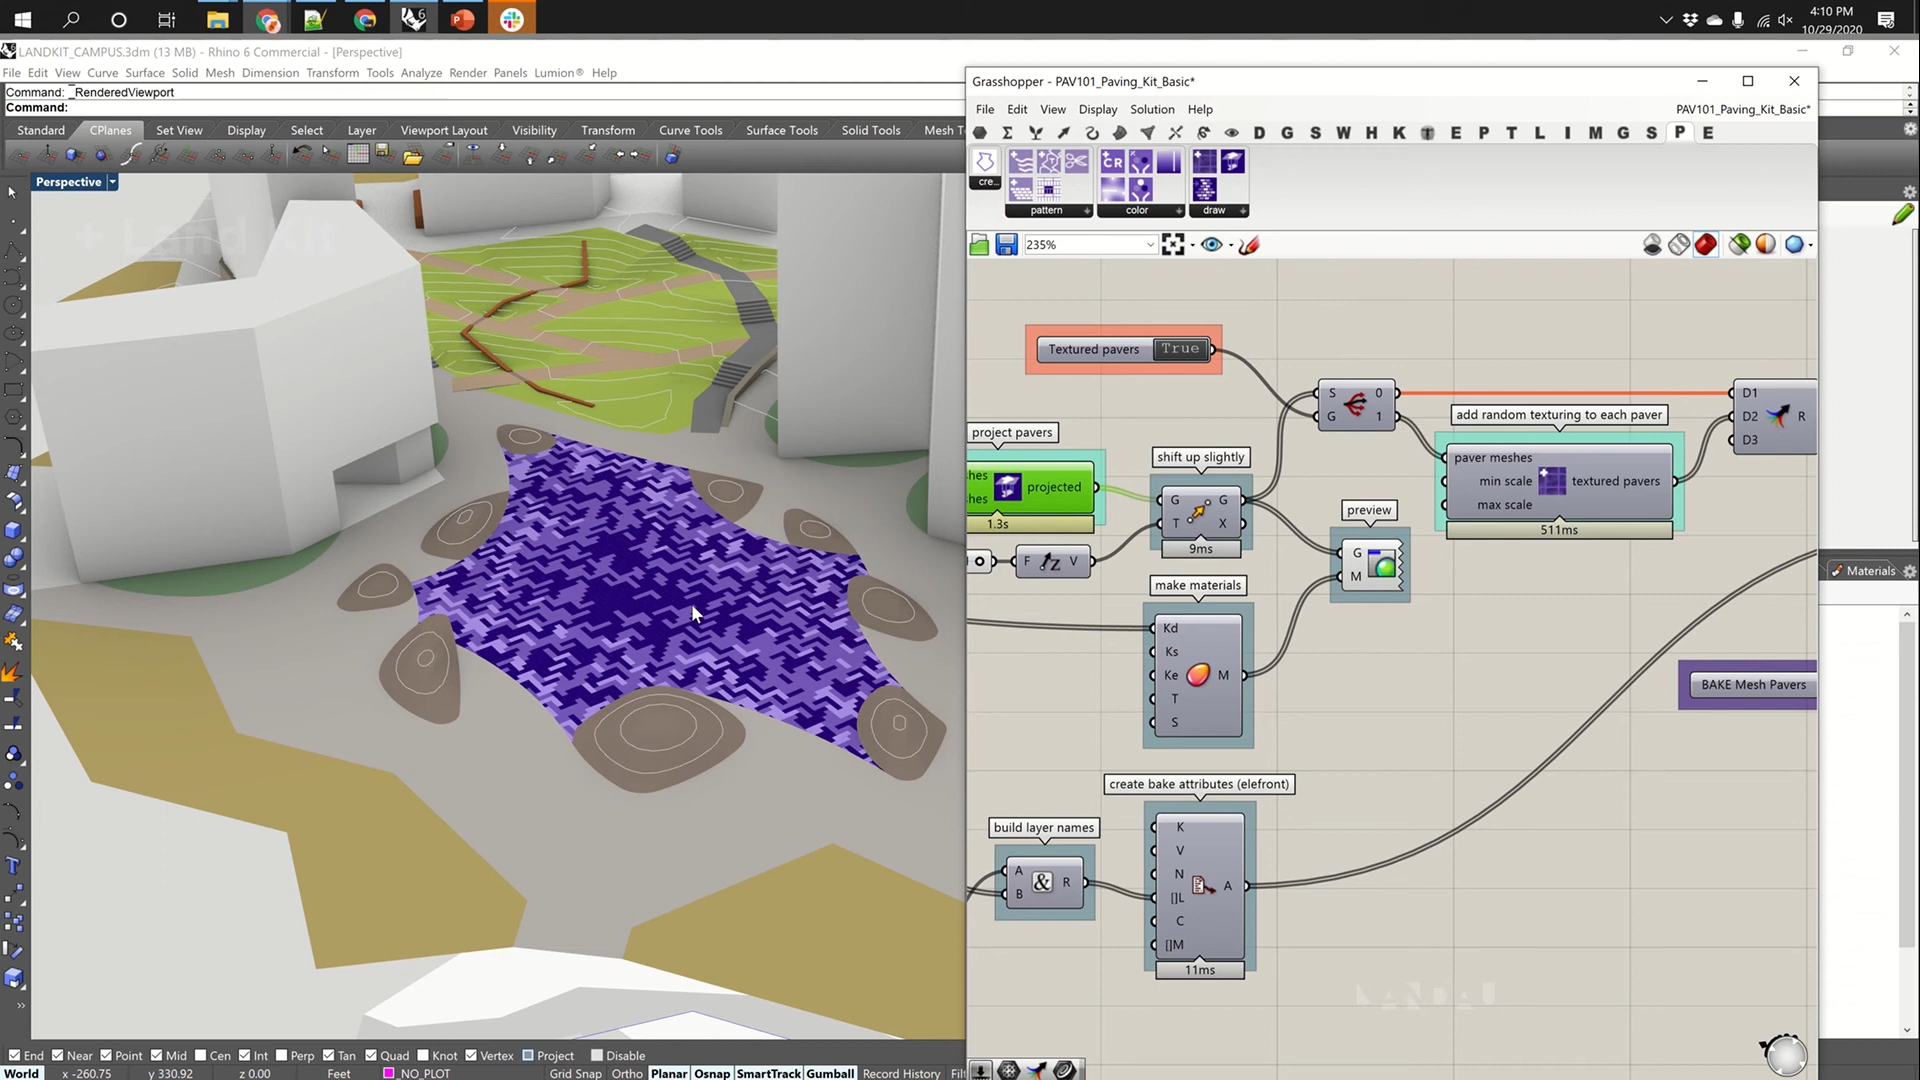 4:10 PM
10/29/2020
LANDKIT_CAMPUS.3dm (13 MB) - Rhino 6 Commercial - [Perspective]
File Edit View Curve Surface Solid Mesh Dimension Transform Tools Analyze Render Panels Lumion® Help
Command: _RenderedViewport
Command:
Standard CPlanes Set View Display Select Layer Viewport Layout Visibility Transform Curve Tools Surface Tools Solid Tools Mesh T
Perspective
Grasshopper - PAV101_Paving_Kit_Basic*
File Edit View Display Solution Help
PAV101_Paving_Kit_Basic*
D G S W H K E P T L I M G S P E
CR
cre...
pattern
color
draw
235%
Textured pavers True
S 0
G 1
D1
D2 R
D3
add random texturing to each paver
project pavers
paver meshes
min scale textured pavers
max scale
511ms
shift up slightly
shes
projected
shes
1.3s
G G
T X
9ms
F V
preview
G
M
make materials
Kd
Ks
Ke M
T
S
BAKE Mesh Pavers
Materials
create bake attributes (elefront)
build layer names
A
& R
B
K
V
N
[]L A
C
[]M
11ms
End Near Point Mid Cen Int Perp Tan Quad Knot Vertex Project Disable
World x -260.75 y 330.92 z 0.00 Feet _NO_PLOT Grid Snap Ortho Planar Osnap SmartTrack Gumball Record History Filt